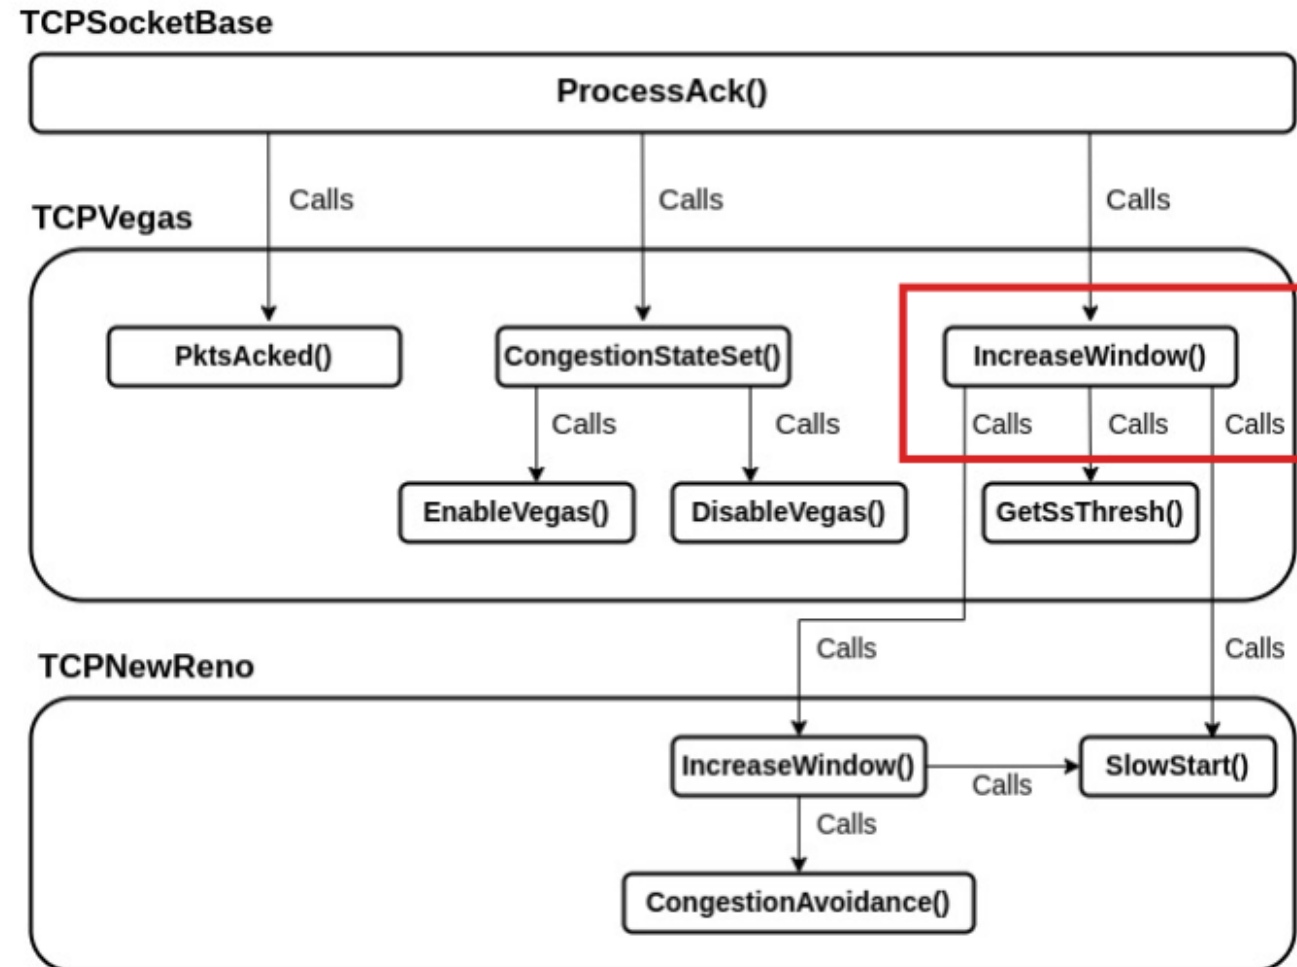 TCPSocketBase
ProcessAck()
Calls
Calls
Calls
TCPVegas
PktsAcked()
CongestionStateSet()
IncreaseWindow()
Calls
Calls
Calls
Calls
Calls
EnableVegas()
DisableVegas()
GetSsThresh()
Calls
Calls
TCPNewReno
IncreaseWindow()
Calls
SlowStart()
Calls
CongestionAvoidance()